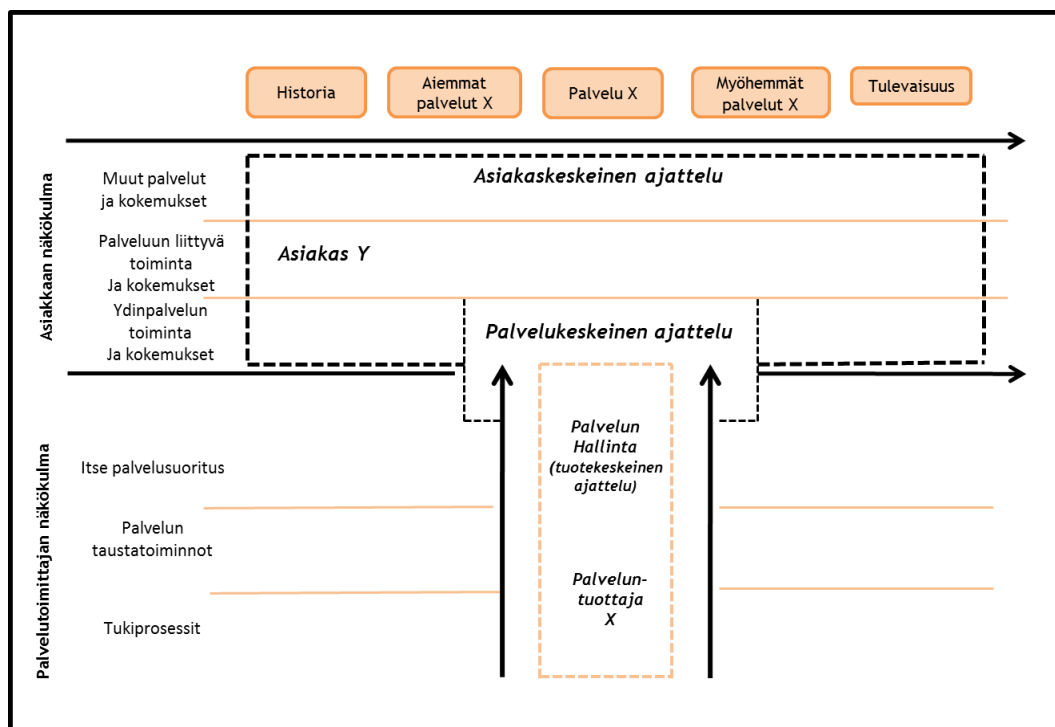 Historia
Aiemmat
palvelut X
Palvelu X
Myöhemmät
palvelut X
Tulevaisuus
Asiakkaan näkökulma
Muut palvelut
ja kokemukset
Palveluun liittyvä
toiminta
Ja kokemukset
Ydinpalvelun
toiminta
Ja kokemukset
Asiakaskeskeinen ajattelu
Asiakas Y
Palvelukeskeinen ajattelu
Palvelutoimittajan näkökulma
Itse palvelusuoritus
Palvelun
taustatoiminnot
Tukiprosessit
Palvelun
Hallinta
(tuotekeskeinen
ajattelu)
Palvelun-
tuottaja
X